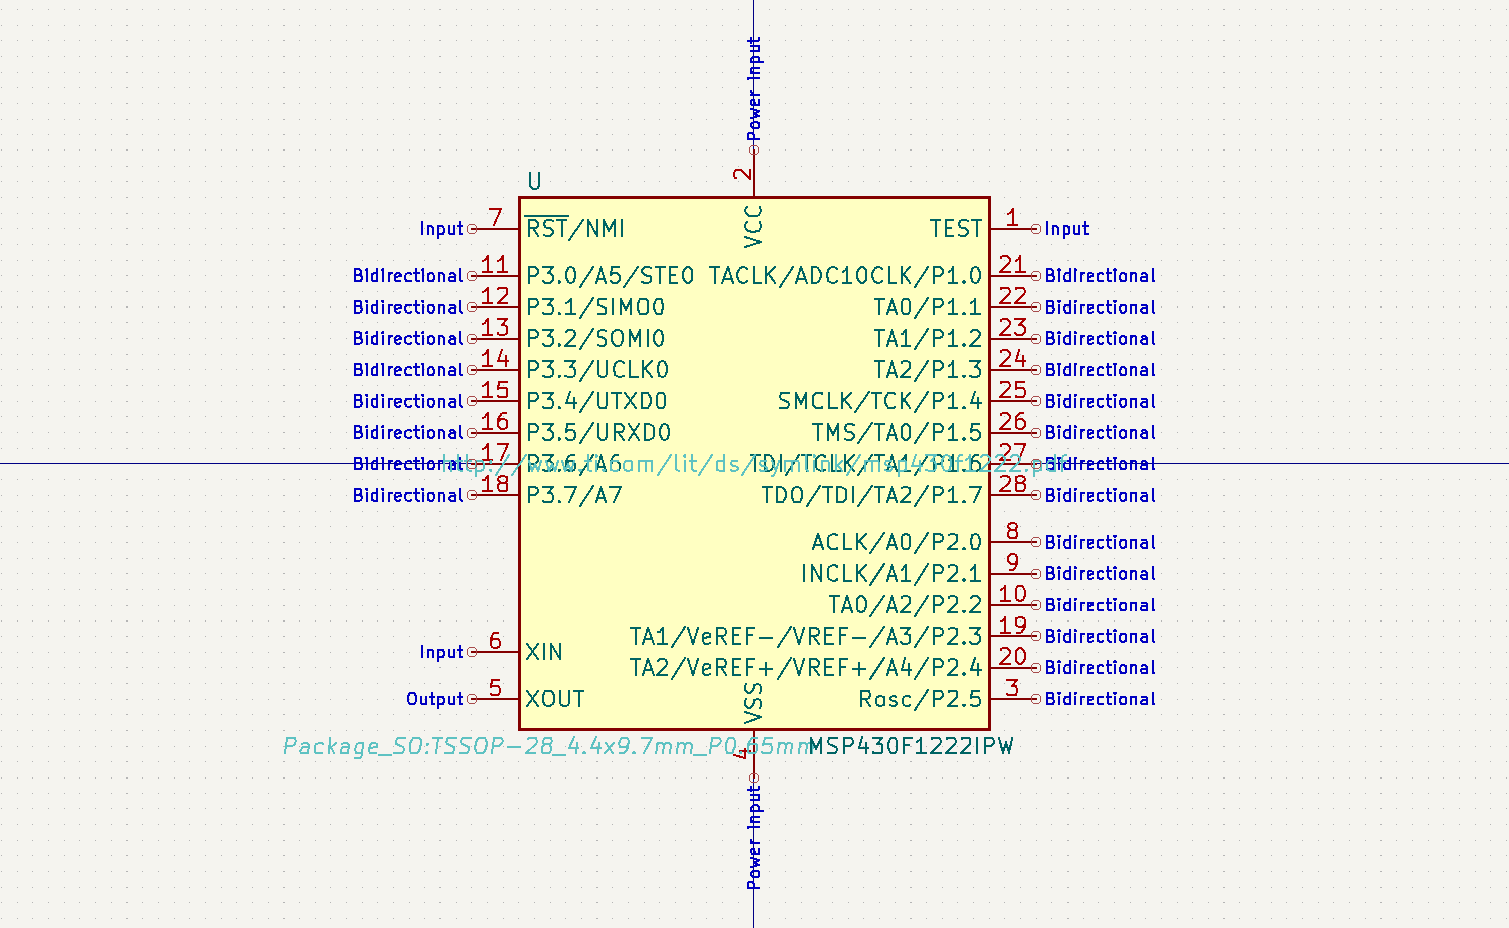 Power Input
2
VCC
U
Input 7 RST/NMI TEST 1 Input
Bidirectional 11 P3.0/A5/STE0 TACLK/ADC10CLK/P1.0 21 Bidirectional
Bidirectional 12 P3.1/SIMO0 TA0/P1.1 22 Bidirectional
Bidirectional 13 P3.2/SOMI0 TA1/P1.2 23 Bidirectional
Bidirectional 14 P3.3/UCLK0 TA2/P1.3 24 Bidirectional
Bidirectional 15 P3.4/UTXD0 SMCLK/TCK/P1.4 25 Bidirectional
Bidirectional 16 P3.5/URXD0 TMS/TA0/P1.5 26 Bidirectional
Bidirectional 17 P3.6/A6 TDI/TCLK/TA1/P1.6 27 Bidirectional
http://www.ti.com/lit/ds/symlink/msp430f1222.pdf
Bidirectional 18 P3.7/A7 TDO/TDI/TA2/P1.7 28 Bidirectional
ACLK/A0/P2.0 8 Bidirectional
INCLK/A1/P2.1 9 Bidirectional
TA0/A2/P2.2 10 Bidirectional
TA1/VeREF-/VREF-/A3/P2.3 19 Bidirectional
Input 6 XIN
TA2/VeREF+/VREF+/A4/P2.4 20 Bidirectional
Output 5 XOUT Rosc/P2.5 3 Bidirectional
VSS
Package_SO:TSSOP-28_4.4x9.7mm_P0.65mm MSP430F1222IPW
4
Power Input